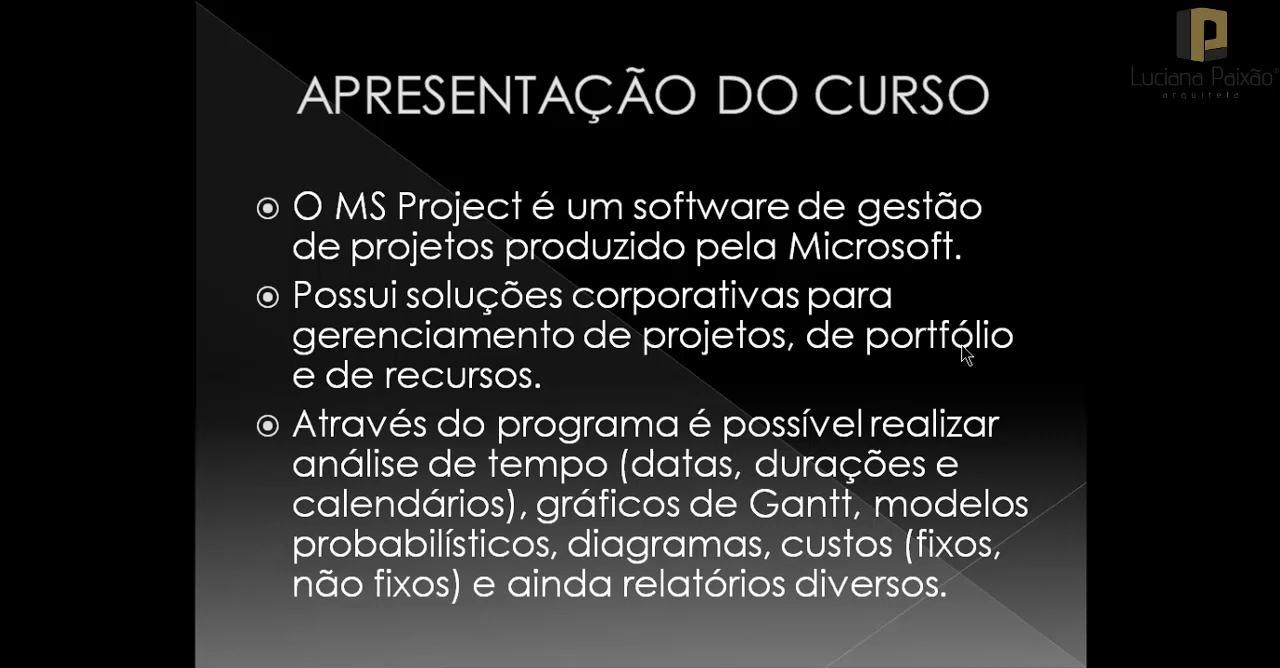 Luciana Paixão
arquiteta
APRESENTAÇÃO DO CURSO
O MS Project é um software de gestão
de projetos produzido pela Microsoft.
Possui soluções corporativas para
gerenciamento de projetos, de portfólio
e de recursos.
Através do programa é possível realizar
análise de tempo (datas, durações e
calendários), gráficos de Gantt, modelos
probabilísticos, diagramas, custos (fixos,
não fixos) e ainda relatórios diversos.